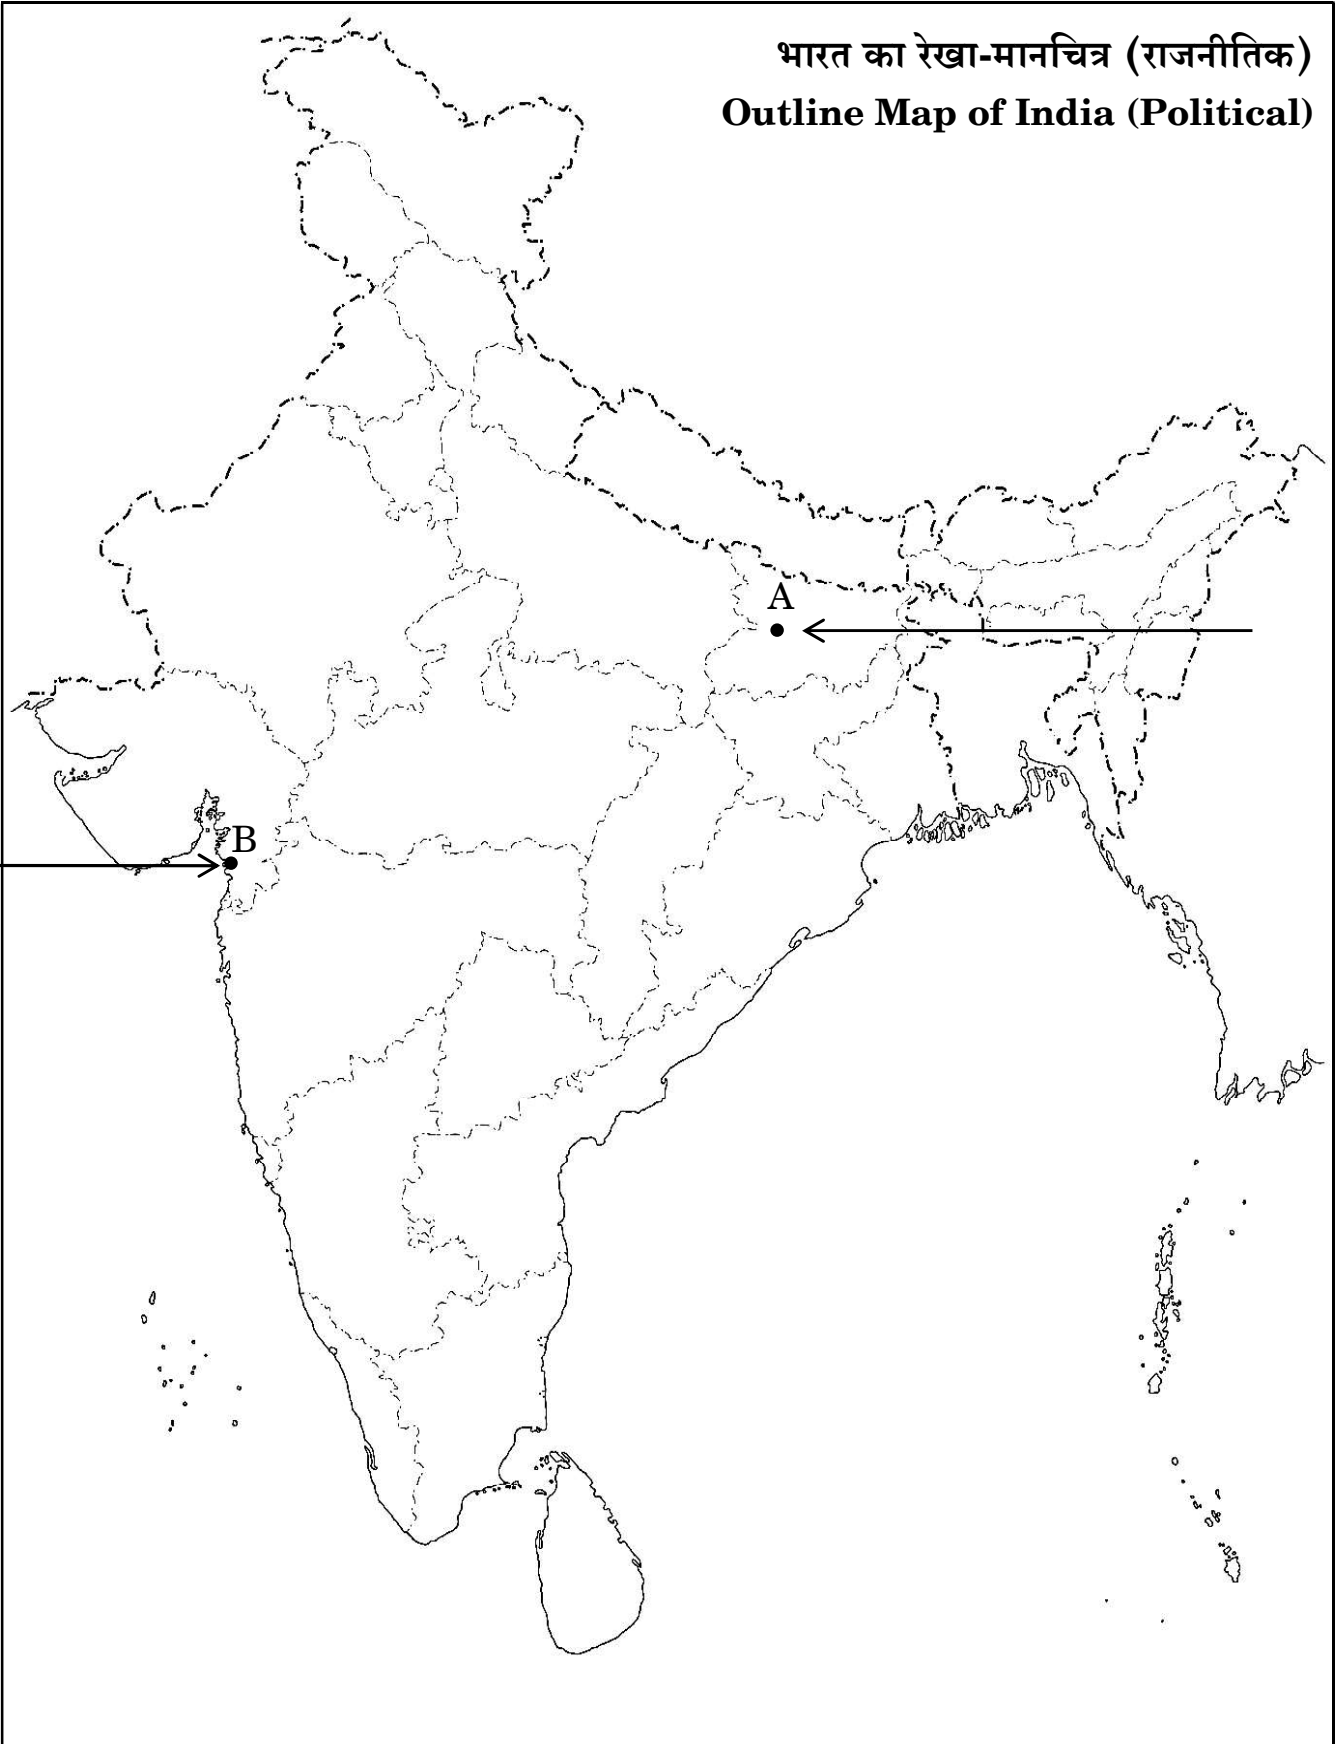 भारत का रेखा-मानचित्र (राजनीतिक)
Outline Map of India (Political)
A
B